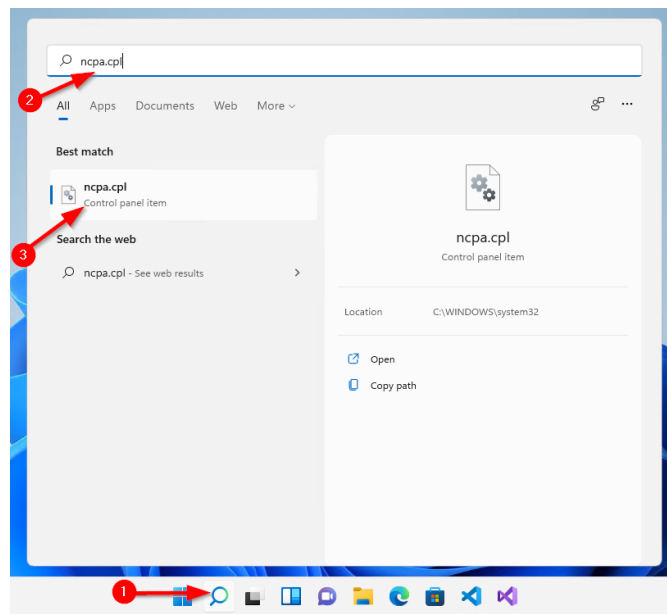 ncpa.cpl
2
All Apps Documents Web More
Best match
ncpa.cpl
Control panel item
3
Search the web
ncpa.cpl - See web results
ncpa.cpl
Control panel item
Location C:\WINDOWS\system32
Open
Copy path
1